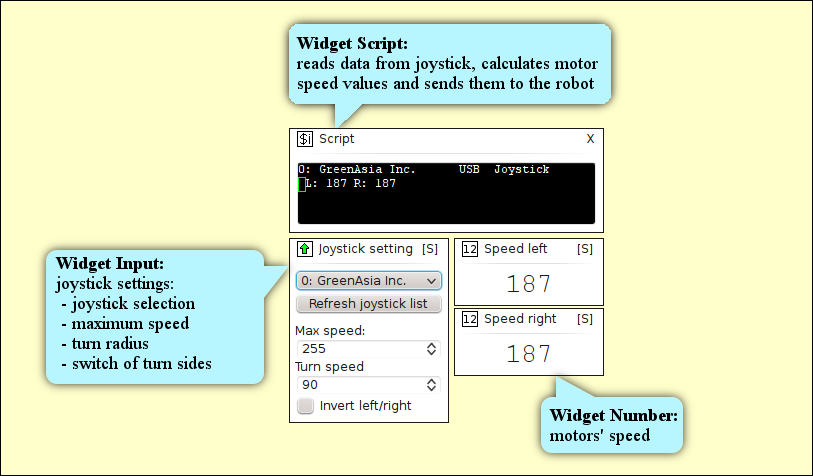 Widget Script:
reads data from joystick, calculates motor
speed values and sends them to the robot
$i Script X
0: GreenAsia Inc. USB Joystick
L: 187 R: 187
Joystick setting [S]
0: GreenAsia Inc.
Refresh joystick list
Max speed:
255
Turn speed
90
Invert left/right
12 Speed left [S]
187
12 Speed right [S]
187
Widget Input:
joystick settings:
- joystick selection
- maximum speed
- turn radius
- switch of turn sides
Widget Number:
motors' speed